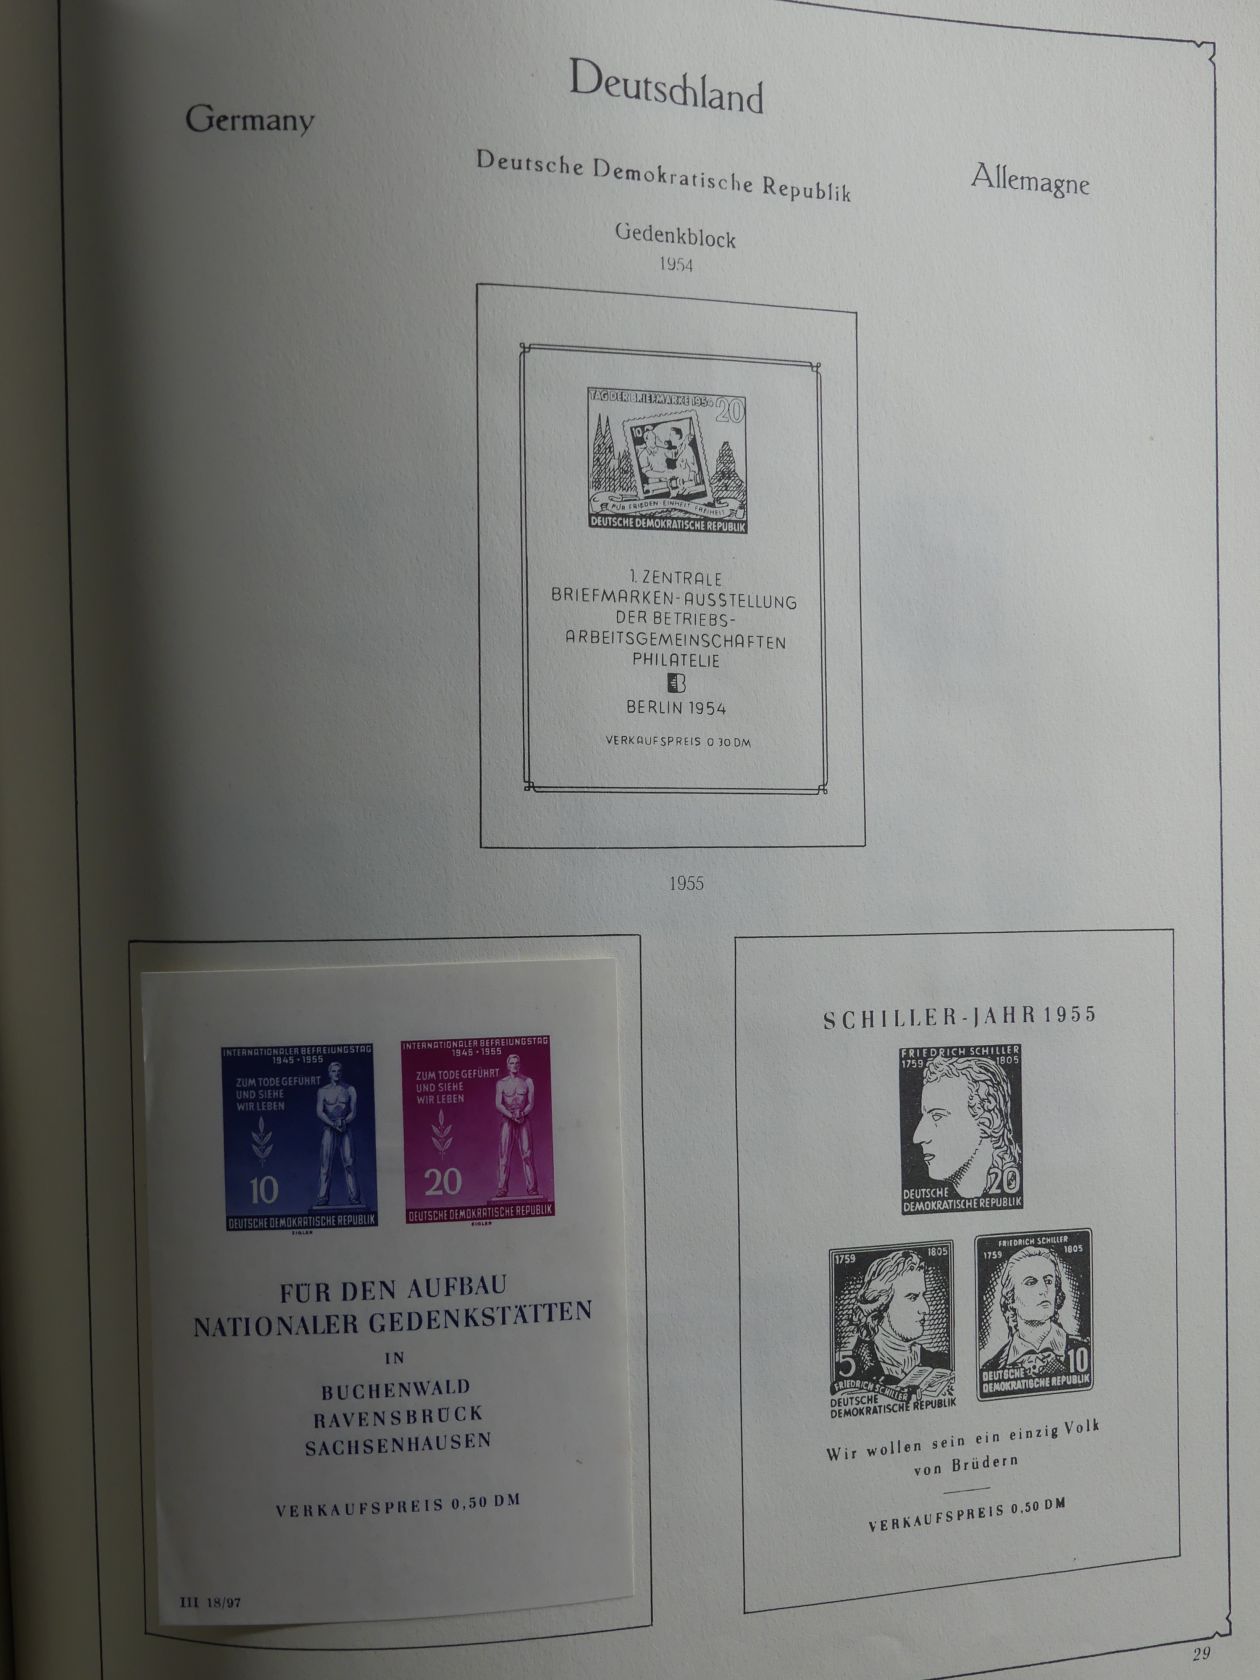 Deutschland
Germany
Allemagne
Deutsche Demokratische Republik
Gedenkblock
1954
TAG DER BRIEFMARKE 1954 20
10
FÜR FRIEDEN EINHEIT FREIHEIT
DEUTSCHE DEMOKRATISCHE REPUBLIK
1. ZENTRALE
BRIEFMARKEN-AUSSTELLUNG
DER BETRIEBS-
ARBEITSGEMEINSCHAFTEN
PHILATELIE
BERLIN 1954
VERKAUFSPREIS 0 30 DM
1955
INTERNATIONALER BEFREIUNGSTAG
1945 • 1955
ZUM TODE GEFÜHRT
UND SIEHE
WIR LEBEN
10
DEUTSCHE DEMOKRATISCHE REPUBLIK
EIGLER
INTERNATIONALER BEFREIUNGSTAG
1945 • 1955
ZUM TODE GEFÜHRT
UND SIEHE
WIR LEBEN
20
DEUTSCHE DEMOKRATISCHE REPUBLIK
EIGLER
FÜR DEN AUFBAU
NATIONALER GEDENKSTÄTTEN
IN
BUCHENWALD
RAVENSBRÜCK
SACHSENHAUSEN
VERKAUFSPREIS 0,50 DM
III 18/97
SCHILLER-JAHR 1955
FRIEDRICH SCHILLER
1759 1805
20
DEUTSCHE
DEMOKRATISCHE REPUBLIK
1759 1805
5
FRIEDRICH SCHILLER
DEUTSCHE
DEMOKRATISCHE REPUBLIK
FRIEDRICH SCHILLER
1759 1805
10
DEUTSCHE
DEMOKRATISCHE REPUBLIK
Wir wollen sein ein einzig Volk
von Brüdern
VERKAUFSPREIS 0,50 DM
29